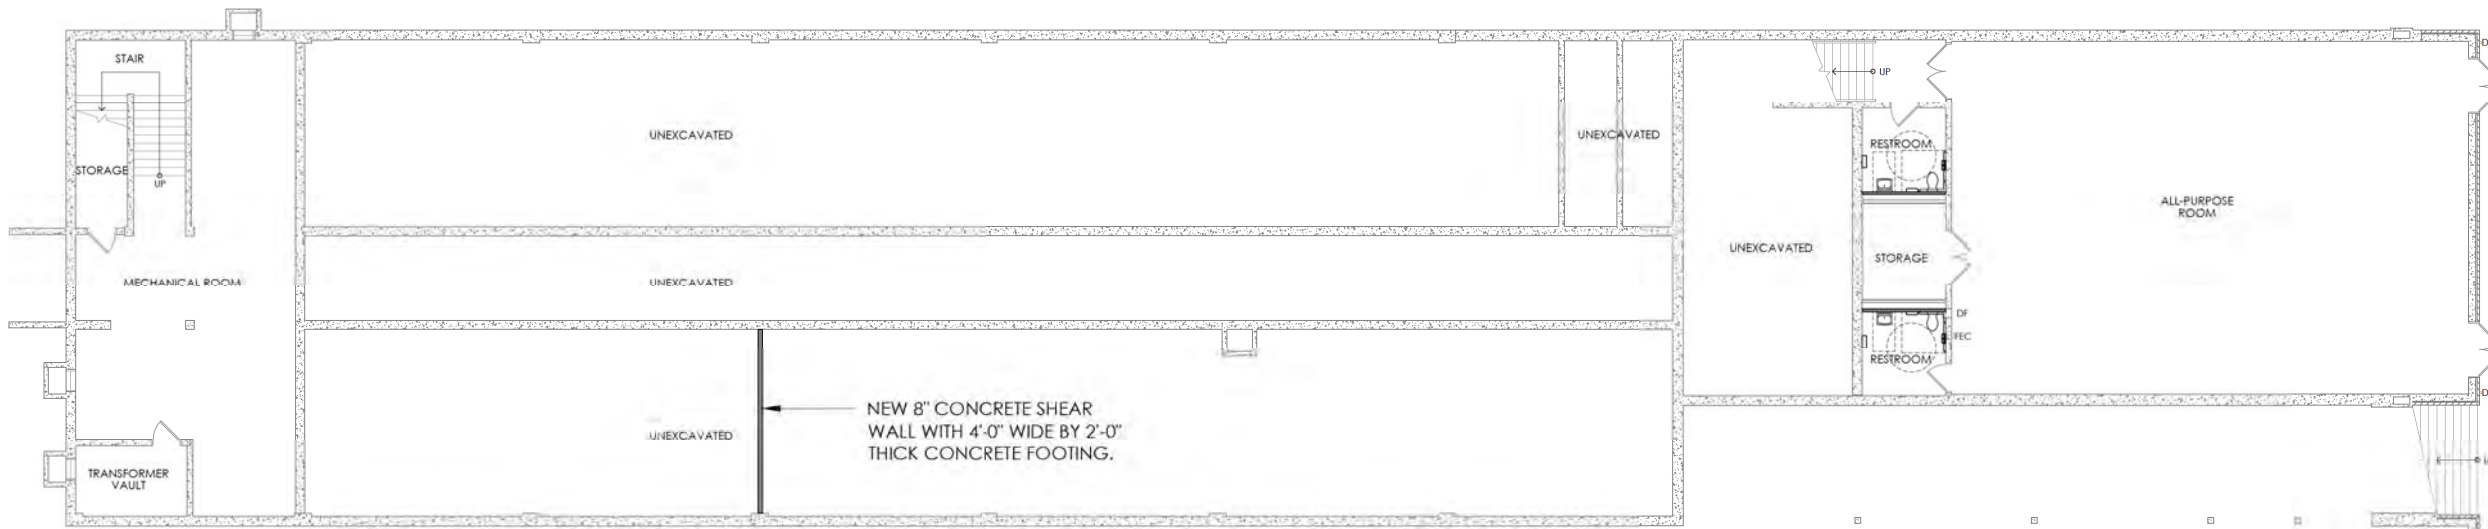 STAIR
UP
UNEXCAVATED
UNEXCAVATED
RESTROOM
STORAGE
UP
ALL-PURPOSE
ROOM
UNEXCAVATED
STORAGE
MECHANICAL ROOM
UNEXCAVATED
DF
FEC
RESTROOM
NEW 8" CONCRETE SHEAR
WALL WITH 4'-0" WIDE BY 2'-0"
THICK CONCRETE FOOTING.
UNEXCAVATED
TRANSFORMER
VAULT